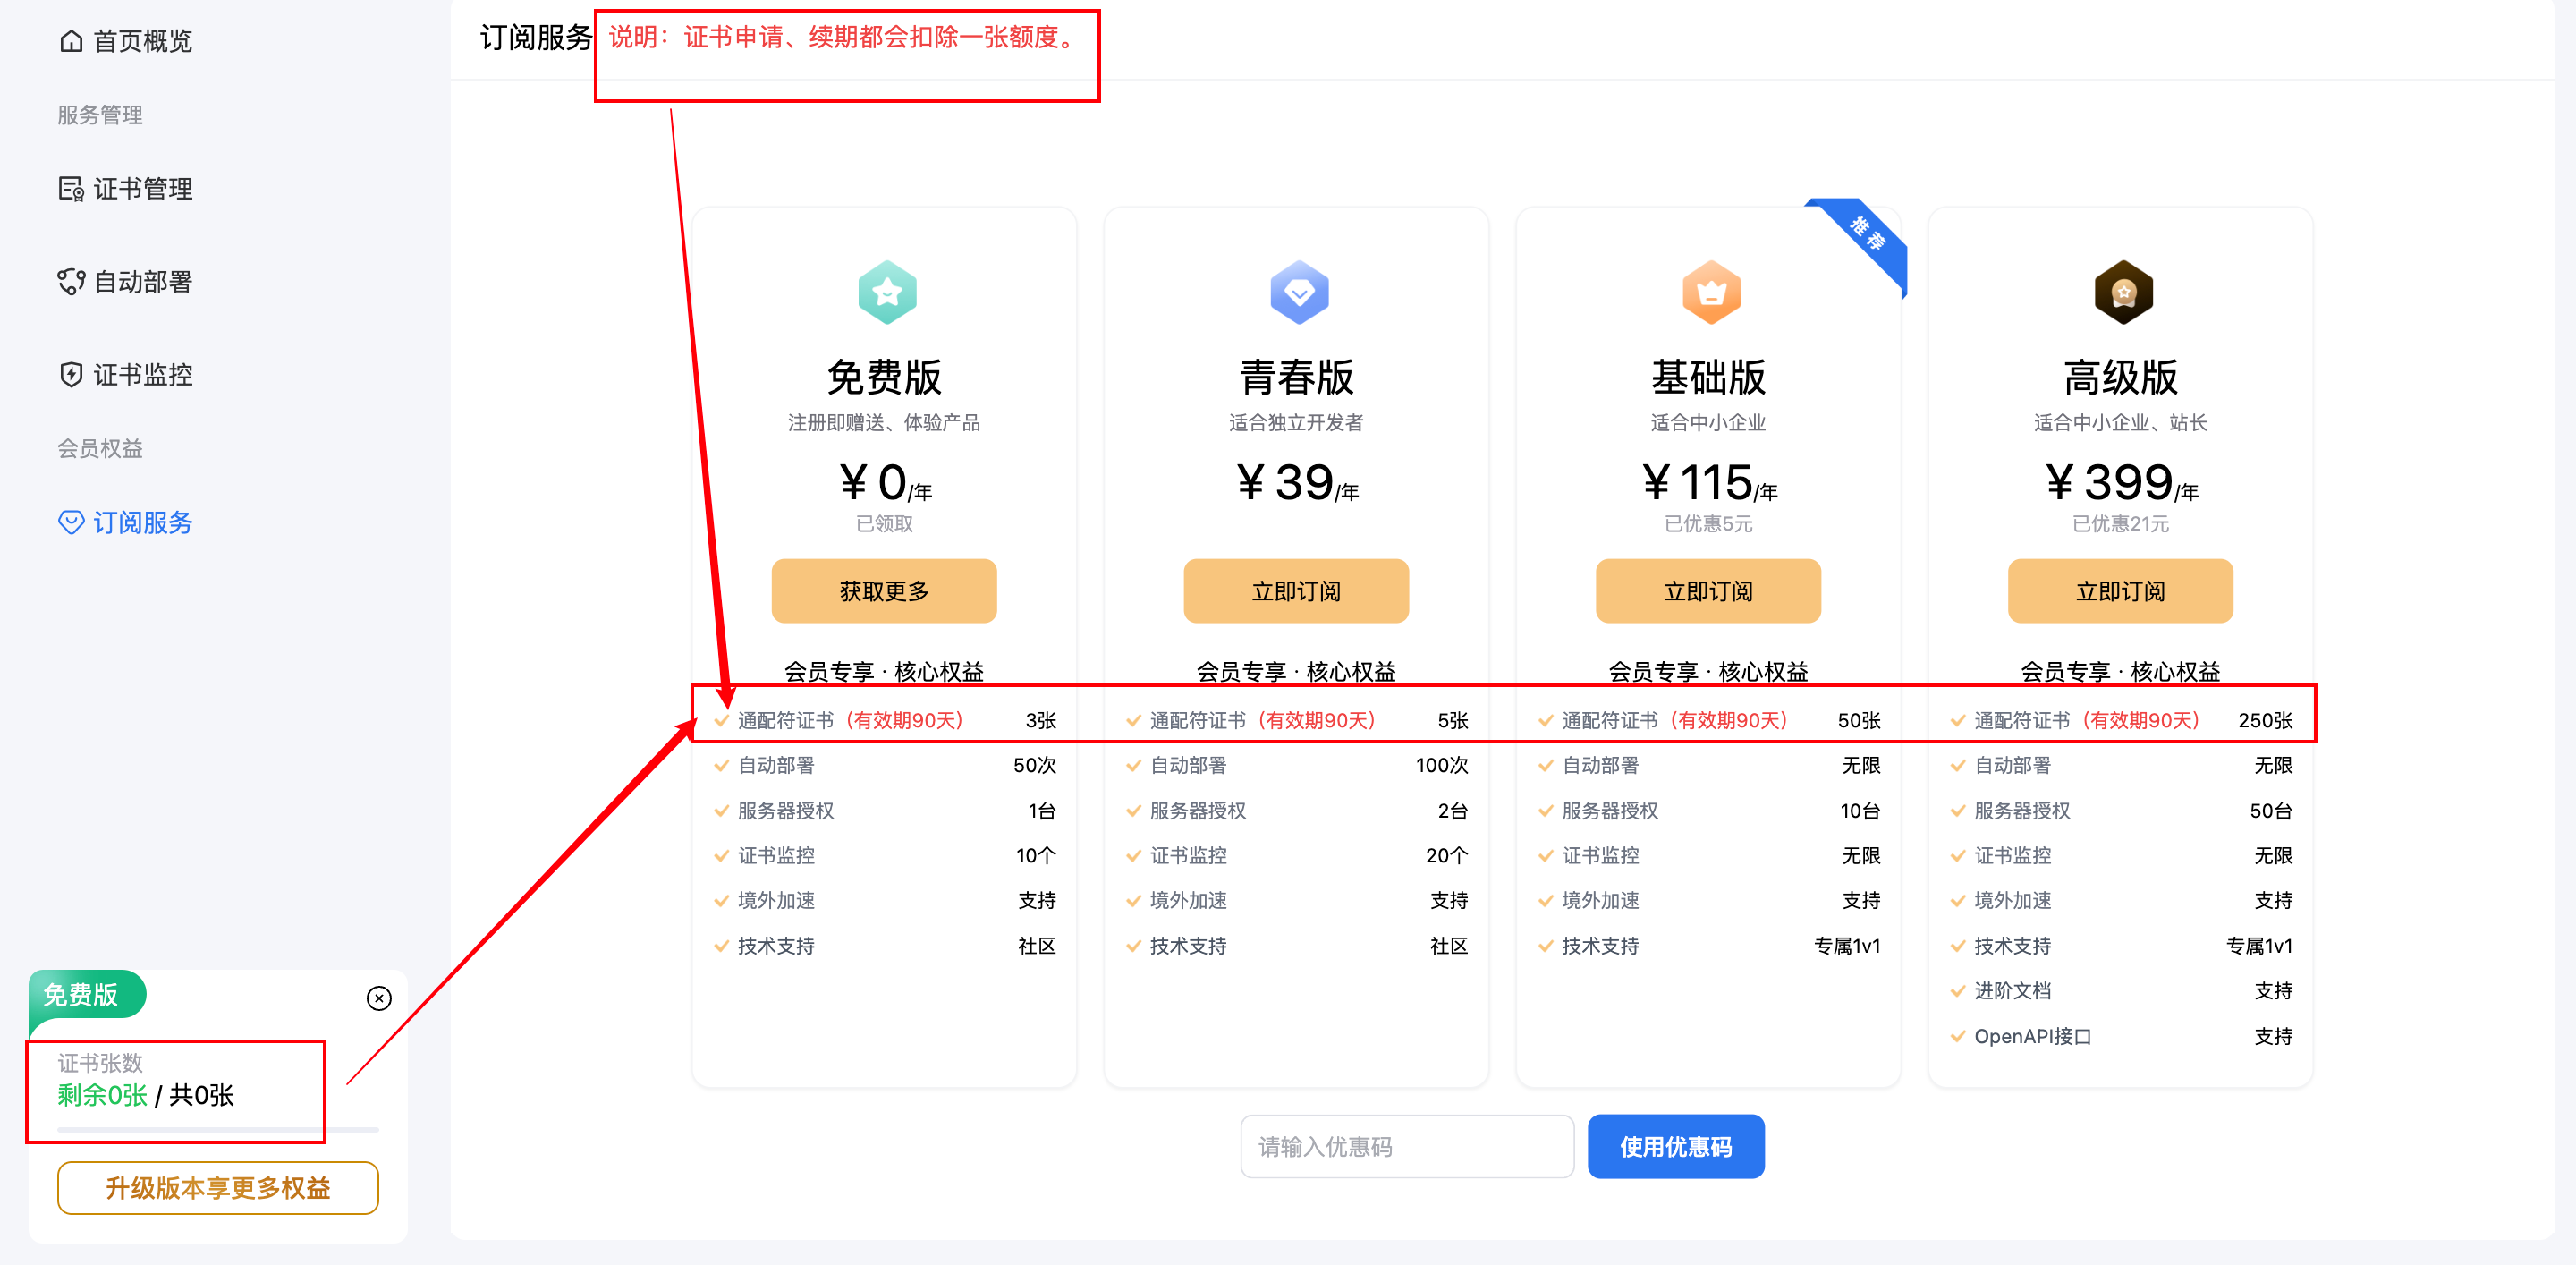 首页概览
服务管理
证书管理
自动部署
证书监控
会员权益
订阅服务
免费版
证书张数
剩余0张 / 共0张
升级版本享更多权益
订阅服务 说明：证书申请、续期都会扣除一张额度。
免费版
注册即赠送、体验产品
¥ 0/年
已领取
获取更多
会员专享 · 核心权益
通配符证书（有效期90天） 3张
自动部署 50次
服务器授权 1台
证书监控 10个
境外加速 支持
技术支持 社区
青春版
适合独立开发者
¥ 39/年
立即订阅
会员专享 · 核心权益
通配符证书（有效期90天） 5张
自动部署 100次
服务器授权 2台
证书监控 20个
境外加速 支持
技术支持 社区
推荐
基础版
适合中小企业
¥ 115/年
已优惠5元
立即订阅
会员专享 · 核心权益
通配符证书（有效期90天） 50张
自动部署 无限
服务器授权 10台
证书监控 无限
境外加速 支持
技术支持 专属1v1
高级版
适合中小企业、站长
¥ 399/年
已优惠21元
立即订阅
会员专享 · 核心权益
通配符证书（有效期90天） 250张
自动部署 无限
服务器授权 50台
证书监控 无限
境外加速 支持
技术支持 专属1v1
进阶文档 支持
OpenAPI接口 支持
请输入优惠码 使用优惠码